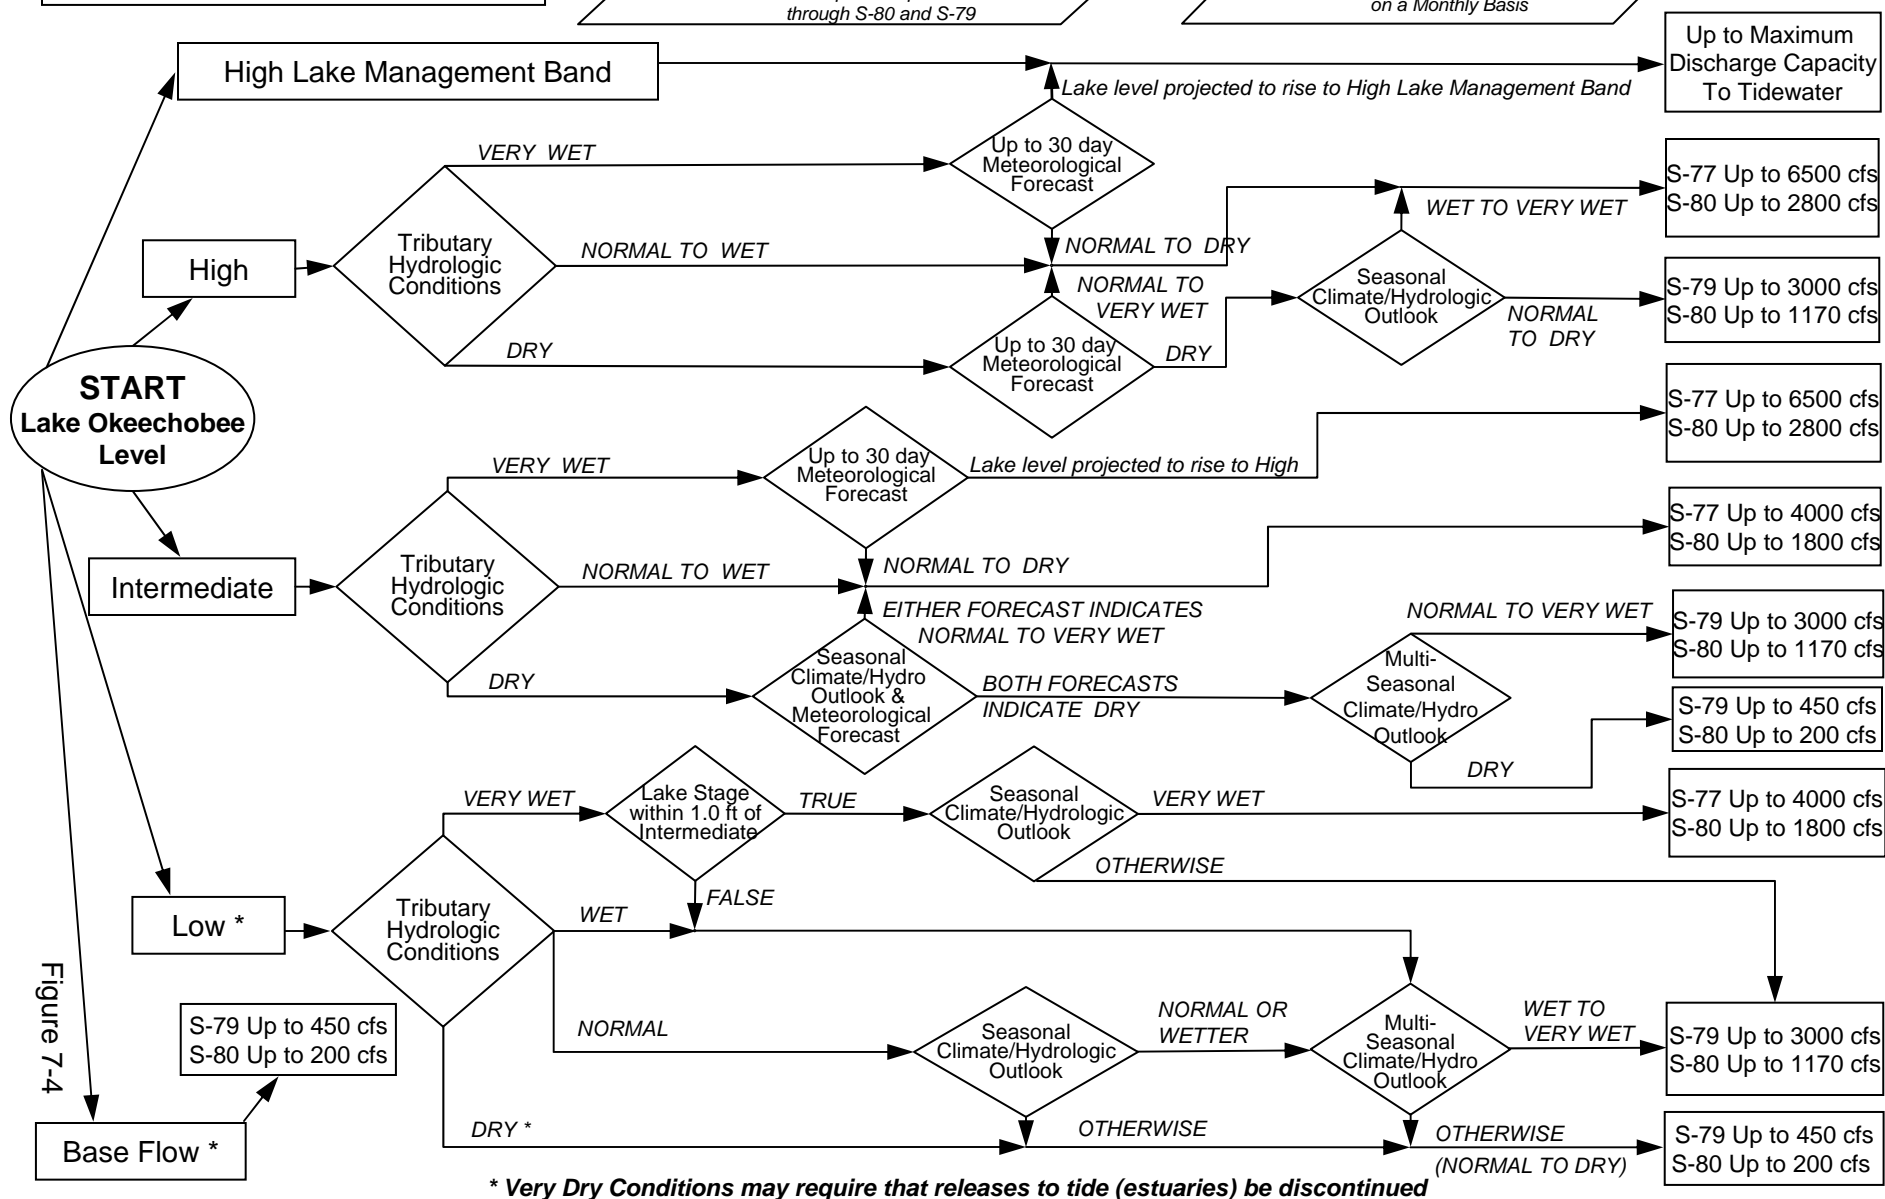 through S-80 and S-79
on a Monthly Basis
High Lake Management Band
Up to Maximum
Discharge Capacity
To Tidewater
Lake level projected to rise to High Lake Management Band
VERY WET
Up to 30 day
Meteorological
Forecast
S-77 Up to 6500 cfs
S-80 Up to 2800 cfs
WET TO VERY WET
High
Tributary
Hydrologic
Conditions
NORMAL TO WET
NORMAL TO DRY
NORMAL TO
VERY WET
Seasonal
Climate/Hydrologic
Outlook
NORMAL
TO DRY
S-79 Up to 3000 cfs
S-80 Up to 1170 cfs
DRY
Up to 30 day
Meteorological
Forecast
DRY
START
Lake Okeechobee
Level
S-77 Up to 6500 cfs
S-80 Up to 2800 cfs
VERY WET
Up to 30 day
Meteorological
Forecast
Lake level projected to rise to High
S-77 Up to 4000 cfs
S-80 Up to 1800 cfs
Intermediate
Tributary
Hydrologic
Conditions
NORMAL TO WET
NORMAL TO DRY
EITHER FORECAST INDICATES
NORMAL TO VERY WET
NORMAL TO VERY WET
S-79 Up to 3000 cfs
S-80 Up to 1170 cfs
DRY
Seasonal
Climate/Hydro
Outlook &
Meteorological
Forecast
BOTH FORECASTS
INDICATE DRY
Multi-
Seasonal
Climate/Hydro
Outlook
DRY
S-79 Up to 450 cfs
S-80 Up to 200 cfs
VERY WET
Lake Stage
within 1.0 ft of
Intermediate
TRUE
Seasonal
Climate/Hydrologic
Outlook
VERY WET
S-77 Up to 4000 cfs
S-80 Up to 1800 cfs
OTHERWISE
FALSE
Low *
Tributary
Hydrologic
Conditions
WET
NORMAL
Seasonal
Climate/Hydrologic
Outlook
NORMAL OR
WETTER
Multi-
Seasonal
Climate/Hydro
Outlook
WET TO
VERY WET
S-79 Up to 3000 cfs
S-80 Up to 1170 cfs
Figure 7-4
S-79 Up to 450 cfs
S-80 Up to 200 cfs
Base Flow *
DRY *
OTHERWISE
OTHERWISE
(NORMAL TO DRY)
S-79 Up to 450 cfs
S-80 Up to 200 cfs
* Very Dry Conditions may require that releases to tide (estuaries) be discontinued